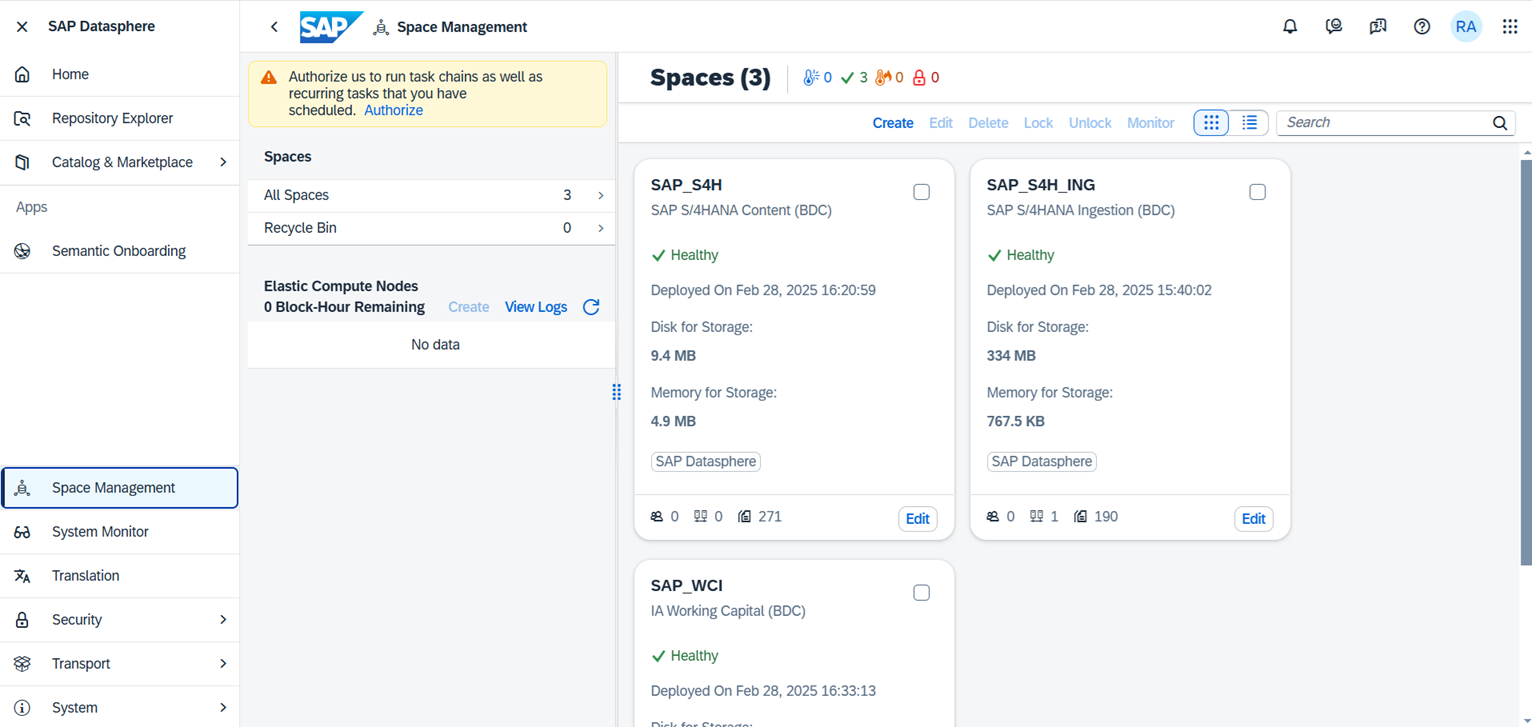 SAP Datasphere
Home
Repository Explorer
Catalog & Marketplace
Apps
Semantic Onboarding
Space Management
System Monitor
Translation
Security
Transport
System
SAP Space Management
RA
Authorize us to run task chains as well as
recurring tasks that you have
scheduled. Authorize
Spaces
All Spaces 3
Recycle Bin 0
Elastic Compute Nodes
0 Block-Hour Remaining Create View Logs
No data
Spaces (3) 0 3 0 0
Create Edit Delete Lock Unlock Monitor Search
SAP_S4H
SAP S/4HANA Content (BDC)
Healthy
Deployed On Feb 28, 2025 16:20:59
Disk for Storage:
9.4 MB
Memory for Storage:
4.9 MB
SAP Datasphere
0 0 271 Edit
SAP_S4H_ING
SAP S/4HANA Ingestion (BDC)
Healthy
Deployed On Feb 28, 2025 15:40:02
Disk for Storage:
334 MB
Memory for Storage:
767.5 KB
SAP Datasphere
0 1 190 Edit
SAP_WCI
IA Working Capital (BDC)
Healthy
Deployed On Feb 28, 2025 16:33:13
Disk for Storage: